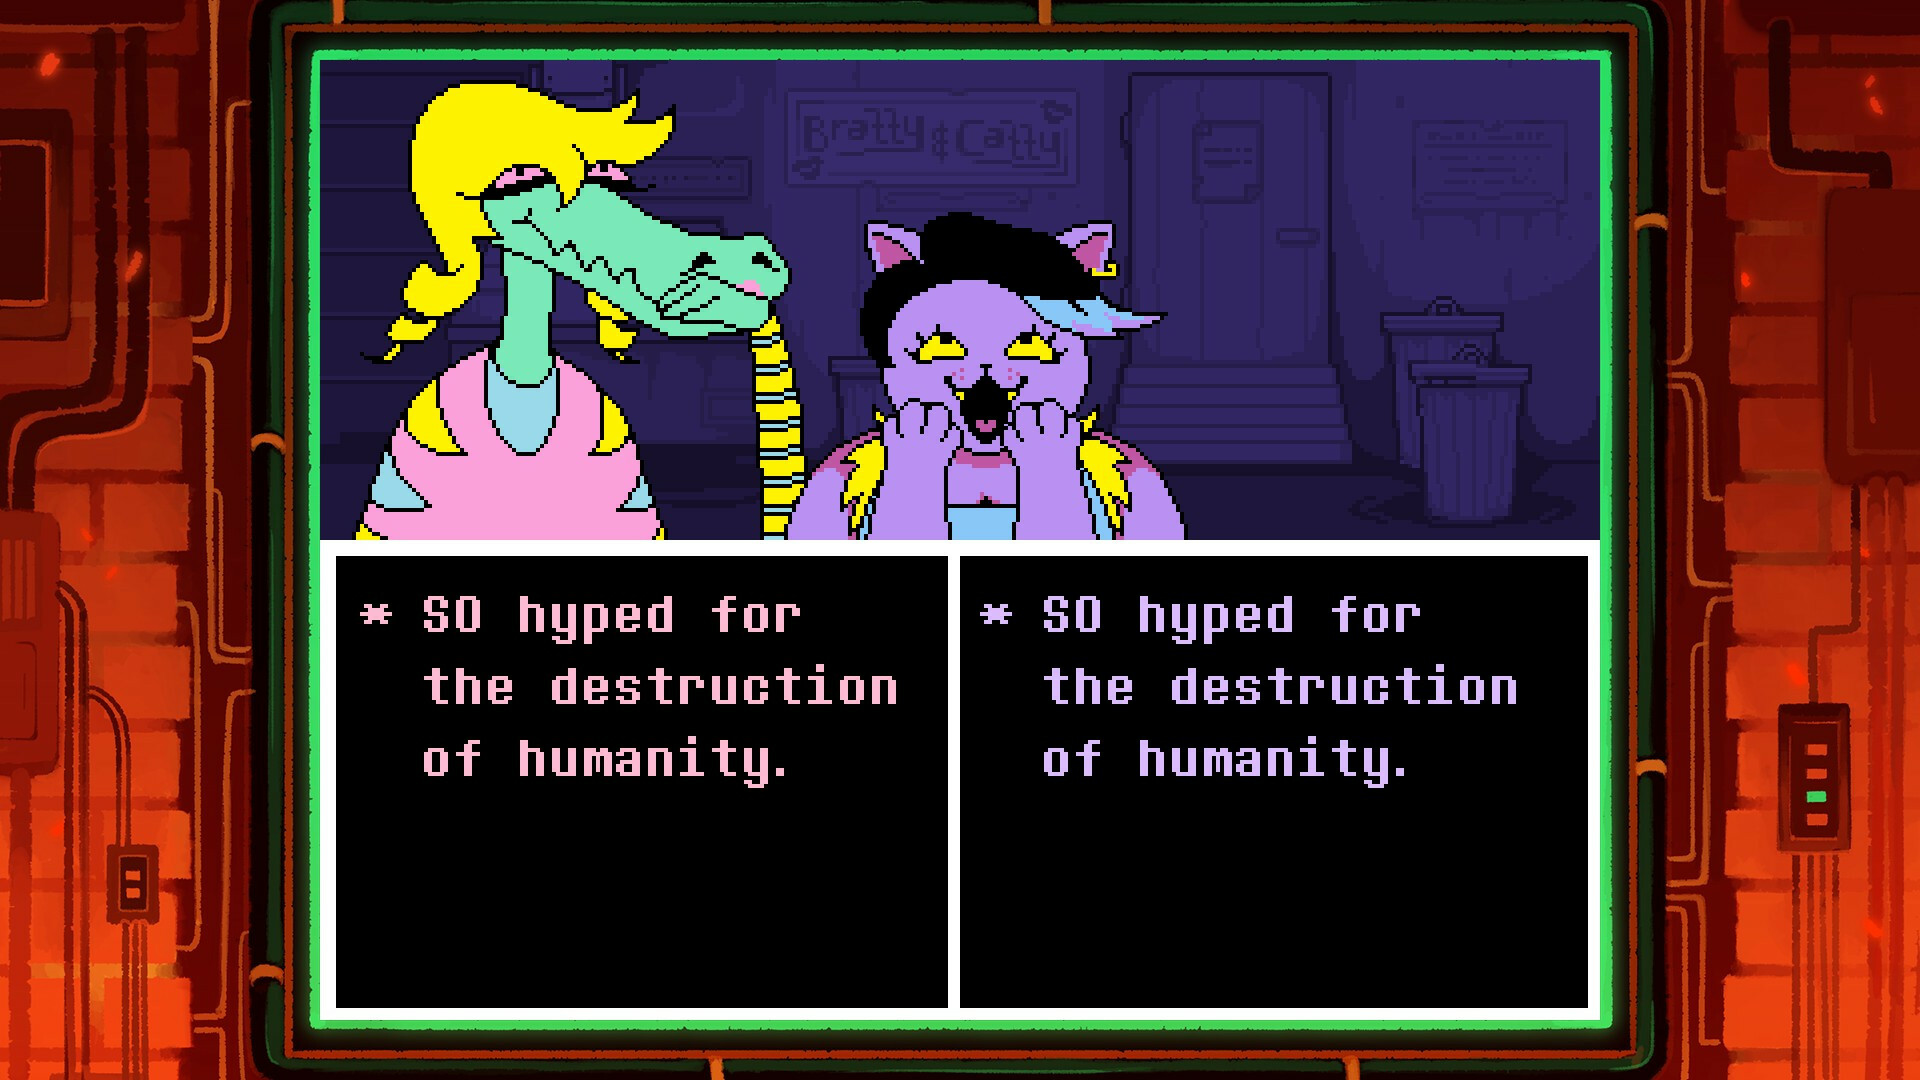 Bratty & Catty
* SO hyped for
the destruction
of humanity.
* SO hyped for
the destruction
of humanity.